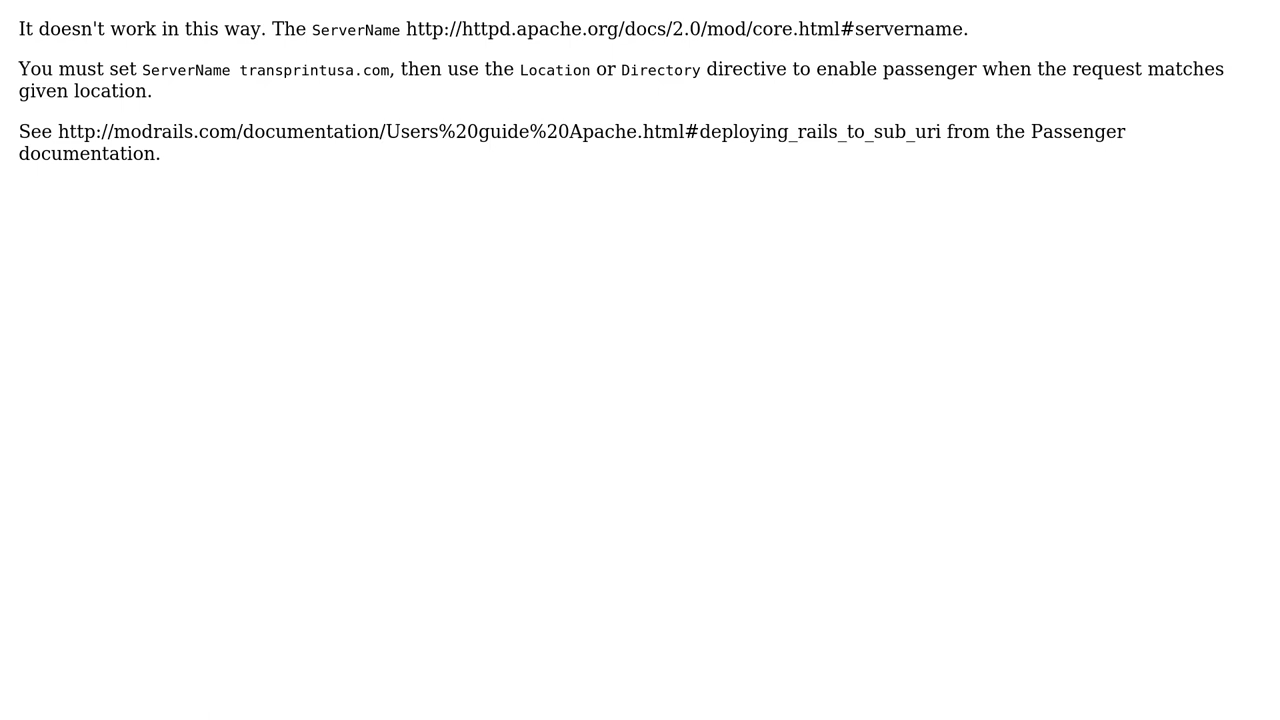 It doesn't work in this way. The ServerName http://httpd.apache.org/docs/2.0/mod/core.html#servername.
You must set ServerName transprintusa.com, then use the Location or Directory directive to enable passenger when the request matches
given location.
See http://modrails.com/documentation/Users%20guide%20Apache.html#deploying_rails_to_sub_uri from the Passenger
documentation.